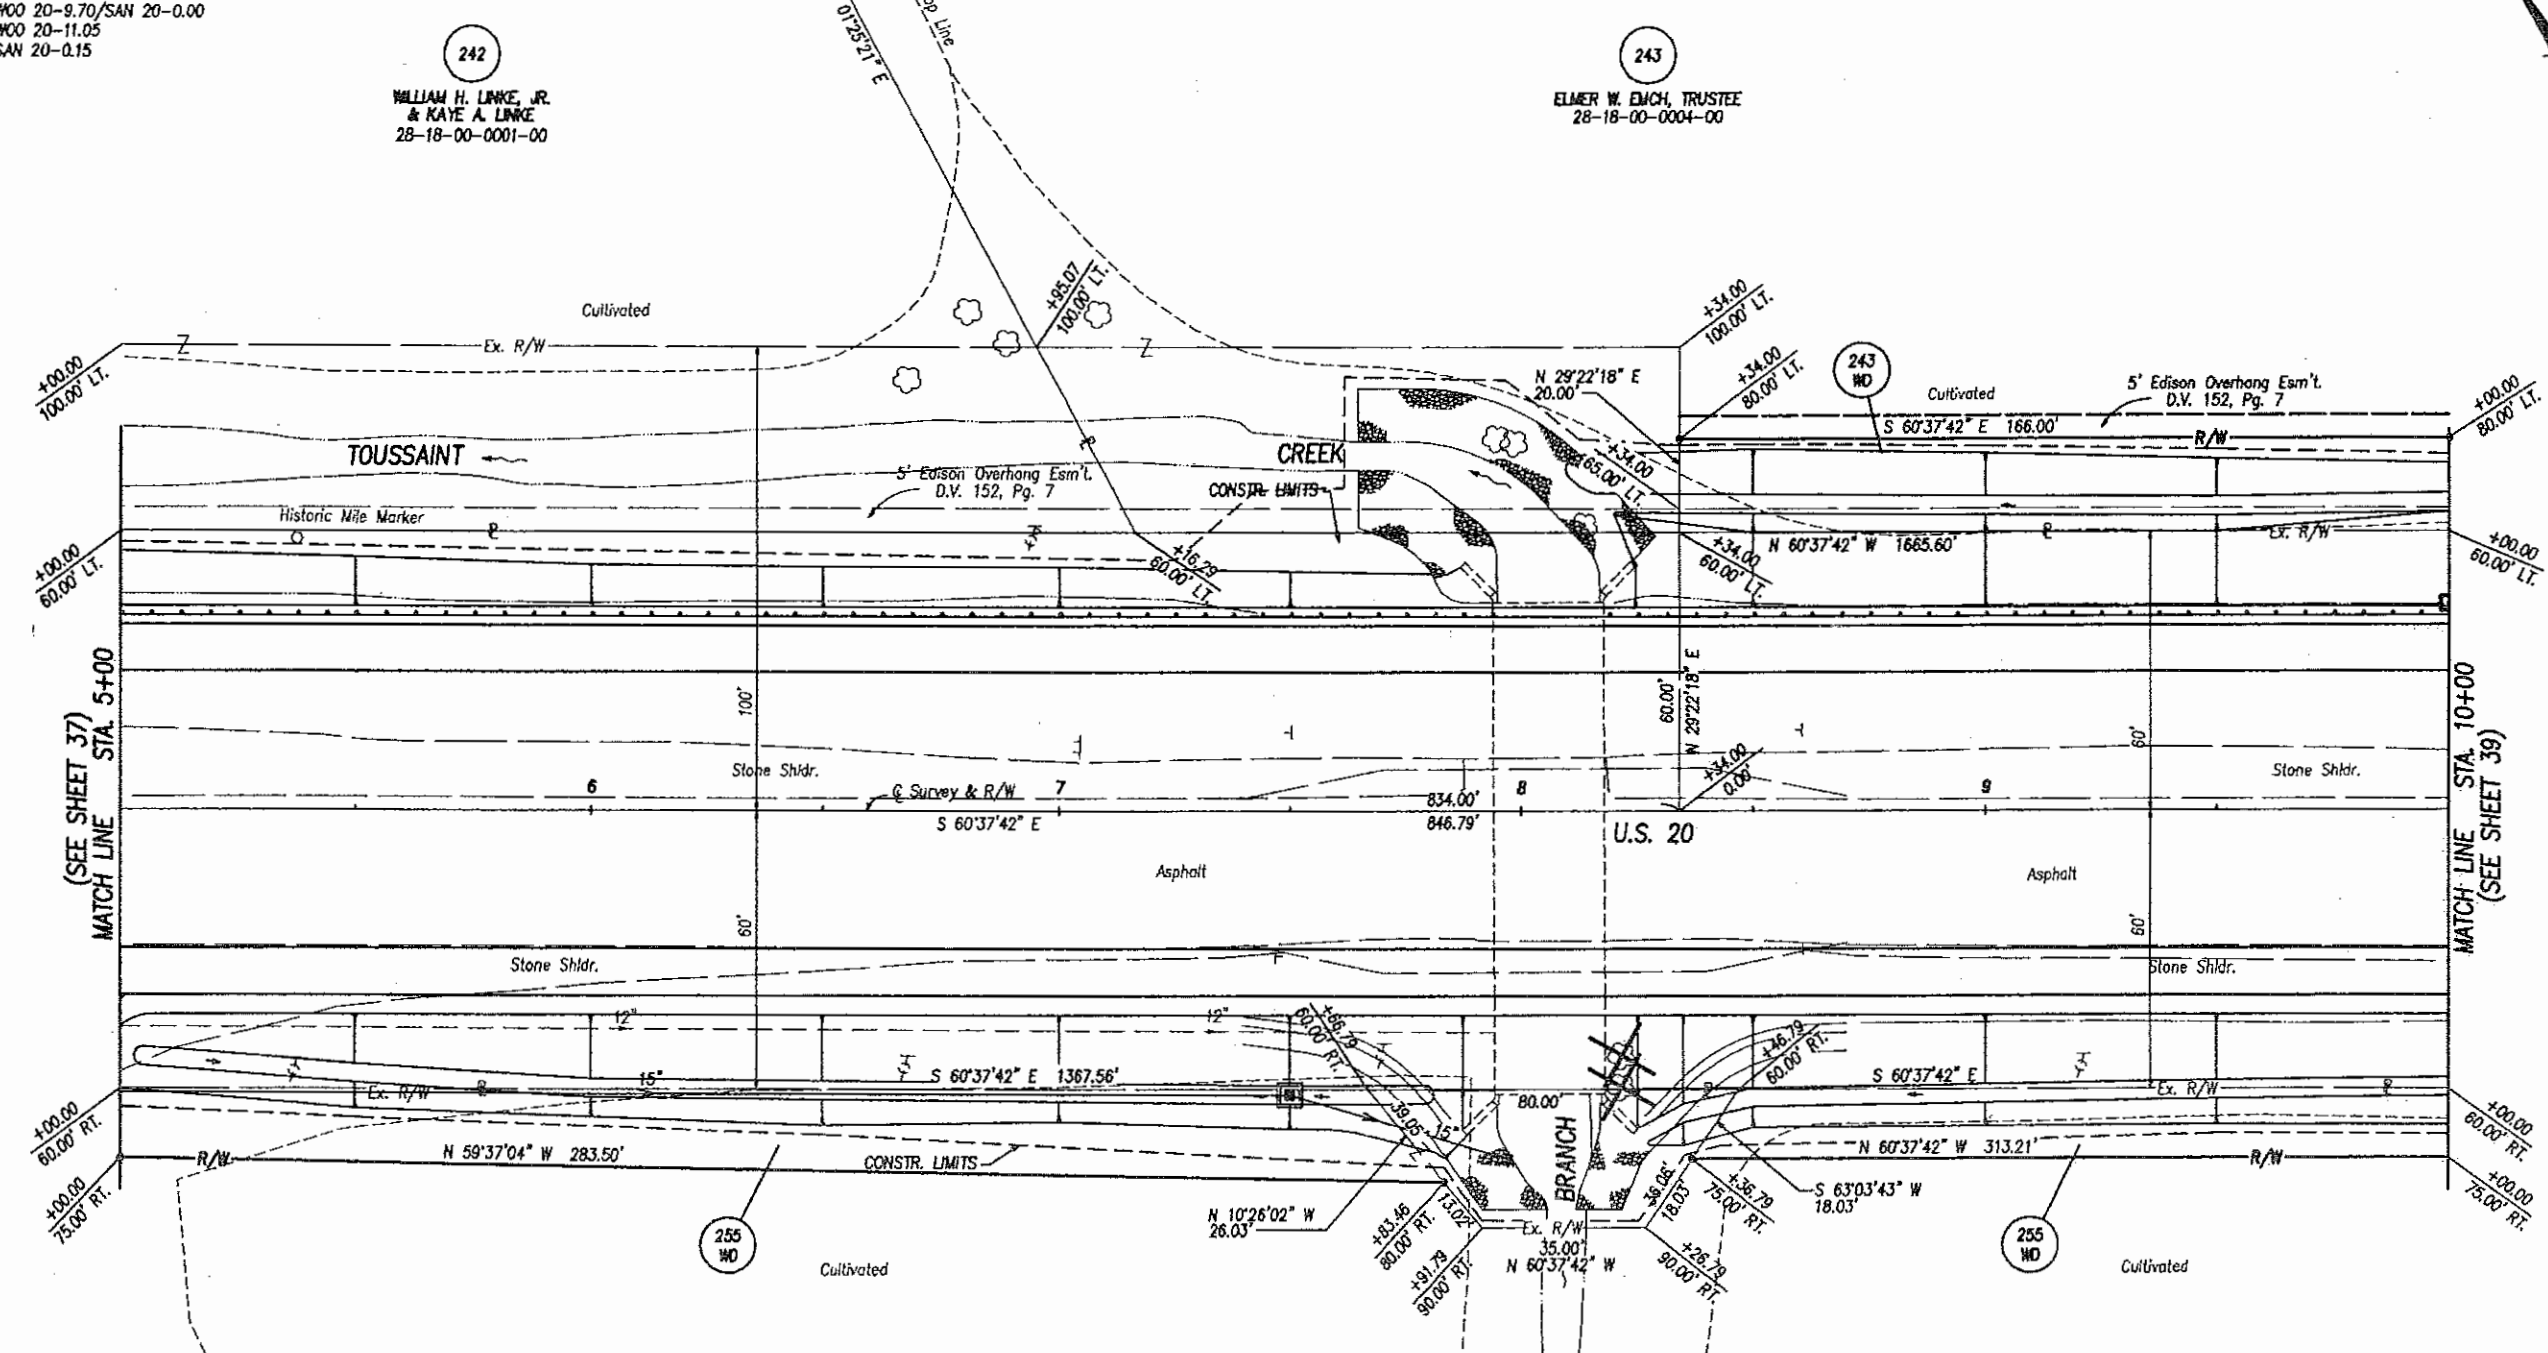 WOO 20-9.70/SAN 20-0.00
WOO 20-11.05
SAN 20-0.15
242
WILLIAM H. LINKE, JR.
& KAYE A. LINKE
28-18-00-0001-00
01°25'21" E
op Line
243
ELMER W. EMCH, TRUSTEE
28-18-00-0004-00
Cultivated
+95.07
100.00' LT.
+34.00
100.00' LT.
+00.00
100.00' LT.
Z
Ex. R/W
Z
N 29°22'18" E
20.00'
+34.00
80.00' LT.
243
WD
Cultivated
5' Edison Overhang Esm't.
D.V. 152, Pg. 7
+00.00
80.00' LT.
S 60°37'42" E 166.00'
R/W
TOUSSAINT
CREEK
5' Edison Overhang Esm't.
D.V. 152, Pg. 7
CONSTR. LIMITS
+34.00
65.00' LT.
Historic Mile Marker
+00.00
60.00' LT.
+16.29
60.00' LT.
+34.00
60.00' LT.
N 60°37'42" W 1665.60'
Ex. R/W
+00.00
60.00' LT.
(SEE SHEET 37)
MATCH LINE STA. 5+00
100'
60.00'
N 29°22'18" E
60'
MATCH LINE STA. 10+00
(SEE SHEET 39)
Stone Shldr.
+34.00
0.00'
Stone Shldr.
6
℄ Survey & R/W
7
834.00'
8
9
S 60°37'42" E
846.79'
U.S. 20
Asphalt
Asphalt
60'
60'
Stone Shldr.
Stone Shldr.
12"
12"
+66.79
60.00' RT.
+46.79
60.00' RT.
15"
S 60°37'42" E 1367.56'
S 60°37'42" E
Ex. R/W
Ex. R/W
80.00'
39.05'
15"
BRANCH
+00.00
60.00' RT.
+00.00
60.00' RT.
R/W
N 59°37'04" W 283.50'
CONSTR. LIMITS
N 60°37'42" W 313.21'
R/W
+00.00
75.00' RT.
13.02'
36.06'
18.03'
+36.79
75.00' RT.
S 63°03'43" W
18.03'
+00.00
75.00' RT.
N 10°26'02" W
26.03'
+83.46
80.00' RT.
Ex. R/W
35.00'
N 60°37'42" W
+91.79
90.00' RT.
+26.79
90.00' RT.
255
WD
255
WD
Cultivated
Cultivated